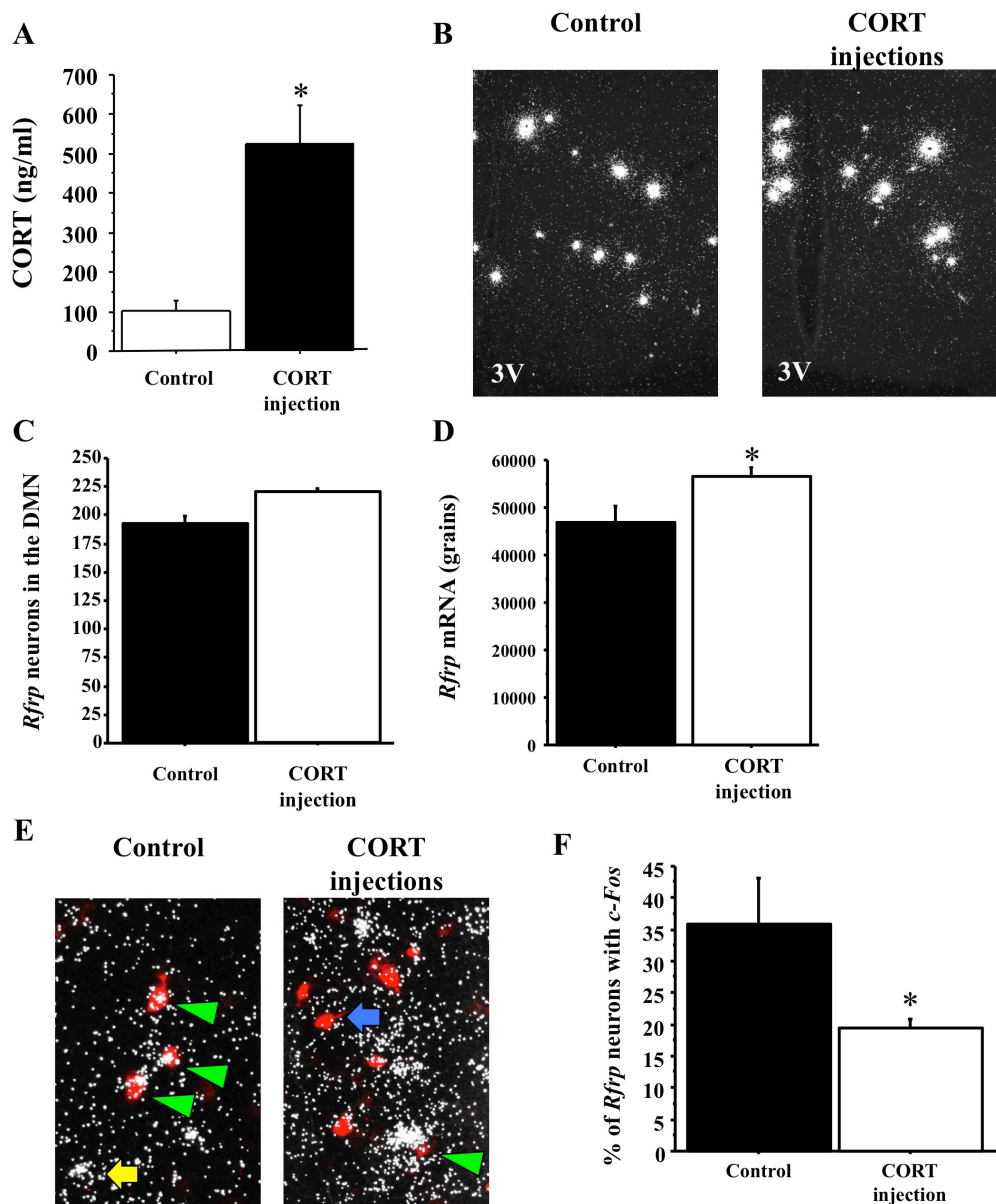 A
CORT (ng/ml)
700
600
500
400
300
200
100
0
*
Control
CORT
injection
B
Control
CORT
injections
3V
3V
C
Rfrp neurons in the DMN
250
225
200
175
150
125
100
75
50
25
0
Control
CORT
injection
D
Rfrp mRNA (grains)
60000
50000
40000
30000
20000
10000
0
*
Control
CORT
injection
E
Control
CORT
injections
F
% of Rfrp neurons with c-Fos
45
40
35
30
25
20
15
10
5
0
*
Control
CORT
injection